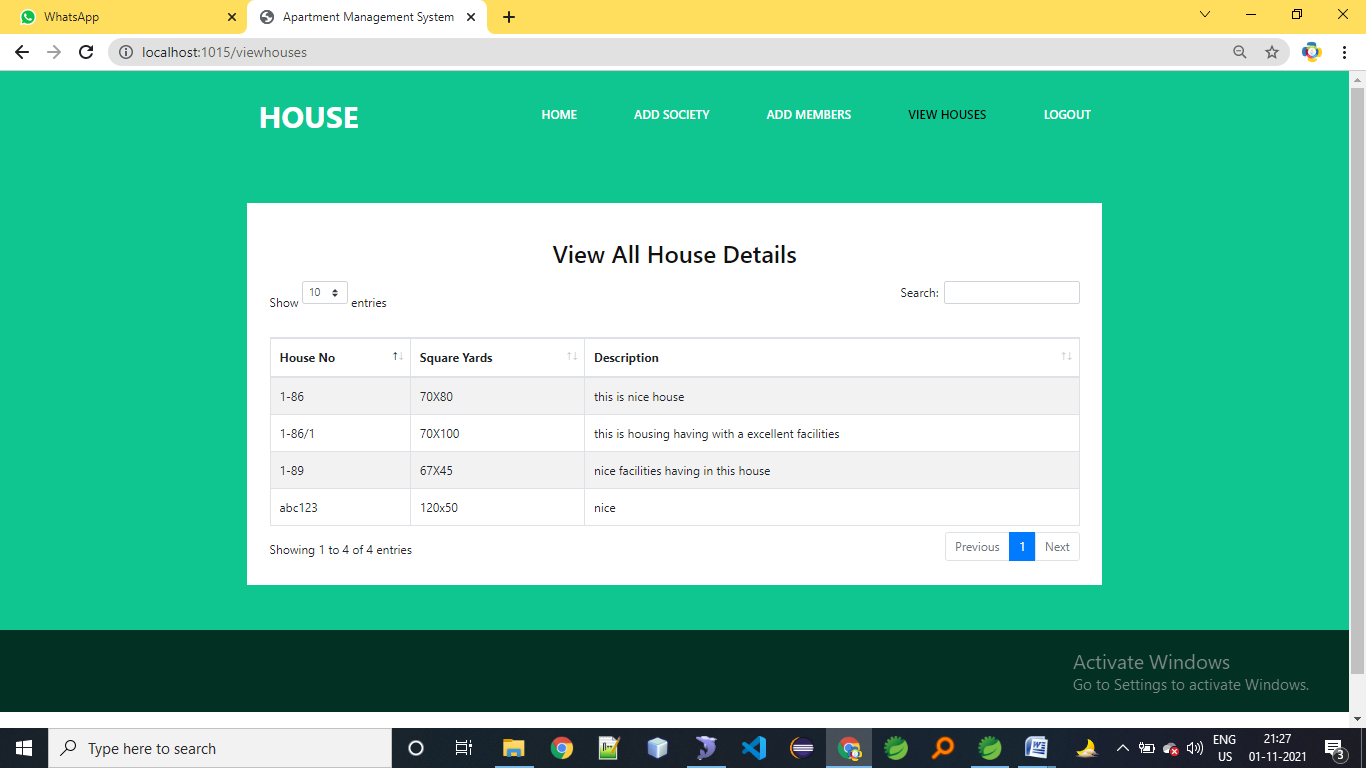 WhatsApp
Apartment Management System
localhost:1015/viewhouses
HOUSE
HOME ADD SOCIETY ADD MEMBERS VIEW HOUSES LOGOUT
View All House Details
Show 10 entries Search:
House No Square Yards Description
1-86 70X80 this is nice house
1-86/1 70X100 this is housing having with a excellent facilities
1-89 67X45 nice facilities having in this house
abc123 120x50 nice
Showing 1 to 4 of 4 entries Previous 1 Next
Activate Windows
Go to Settings to activate Windows.
Type here to search
ENG
US
21:27
01-11-2021
3